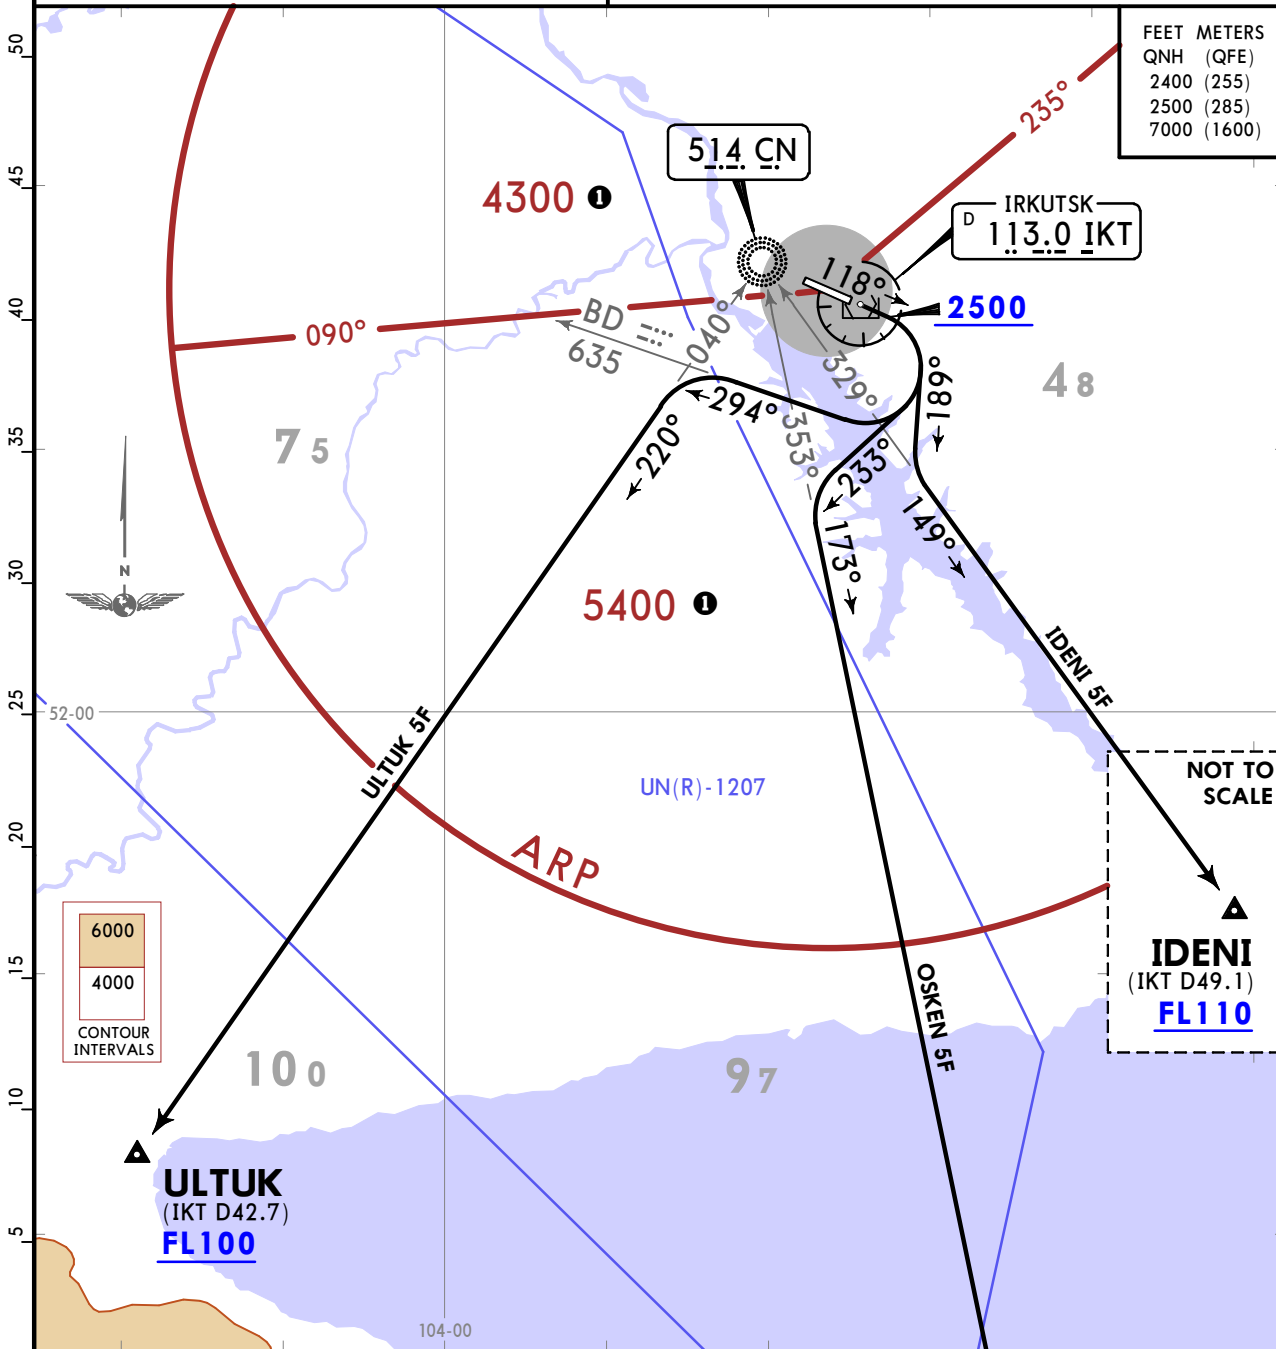 FEET METERS
QNH (QFE)
2400 (255)
2500 (285)
7000 (1600)
50
45
40
35
30
25
20
15
10
5
235°
514 CN
4300 1
IRKUTSK
D 113.0 IKT
118°
2500
090°
BD
635
040°
329°
189°
48
294°
353°
75
220°
233°
149°
173°
N
5400 1
IDENI 5F
52-00
ULTUK 5F
UN(R)-1207
NOT TO
SCALE
ARP
6000
4000
CONTOUR
INTERVALS
IDENI
(IKT D49.1)
FL110
OSKEN 5F
100
97
ULTUK
(IKT D42.7)
FL100
104-00